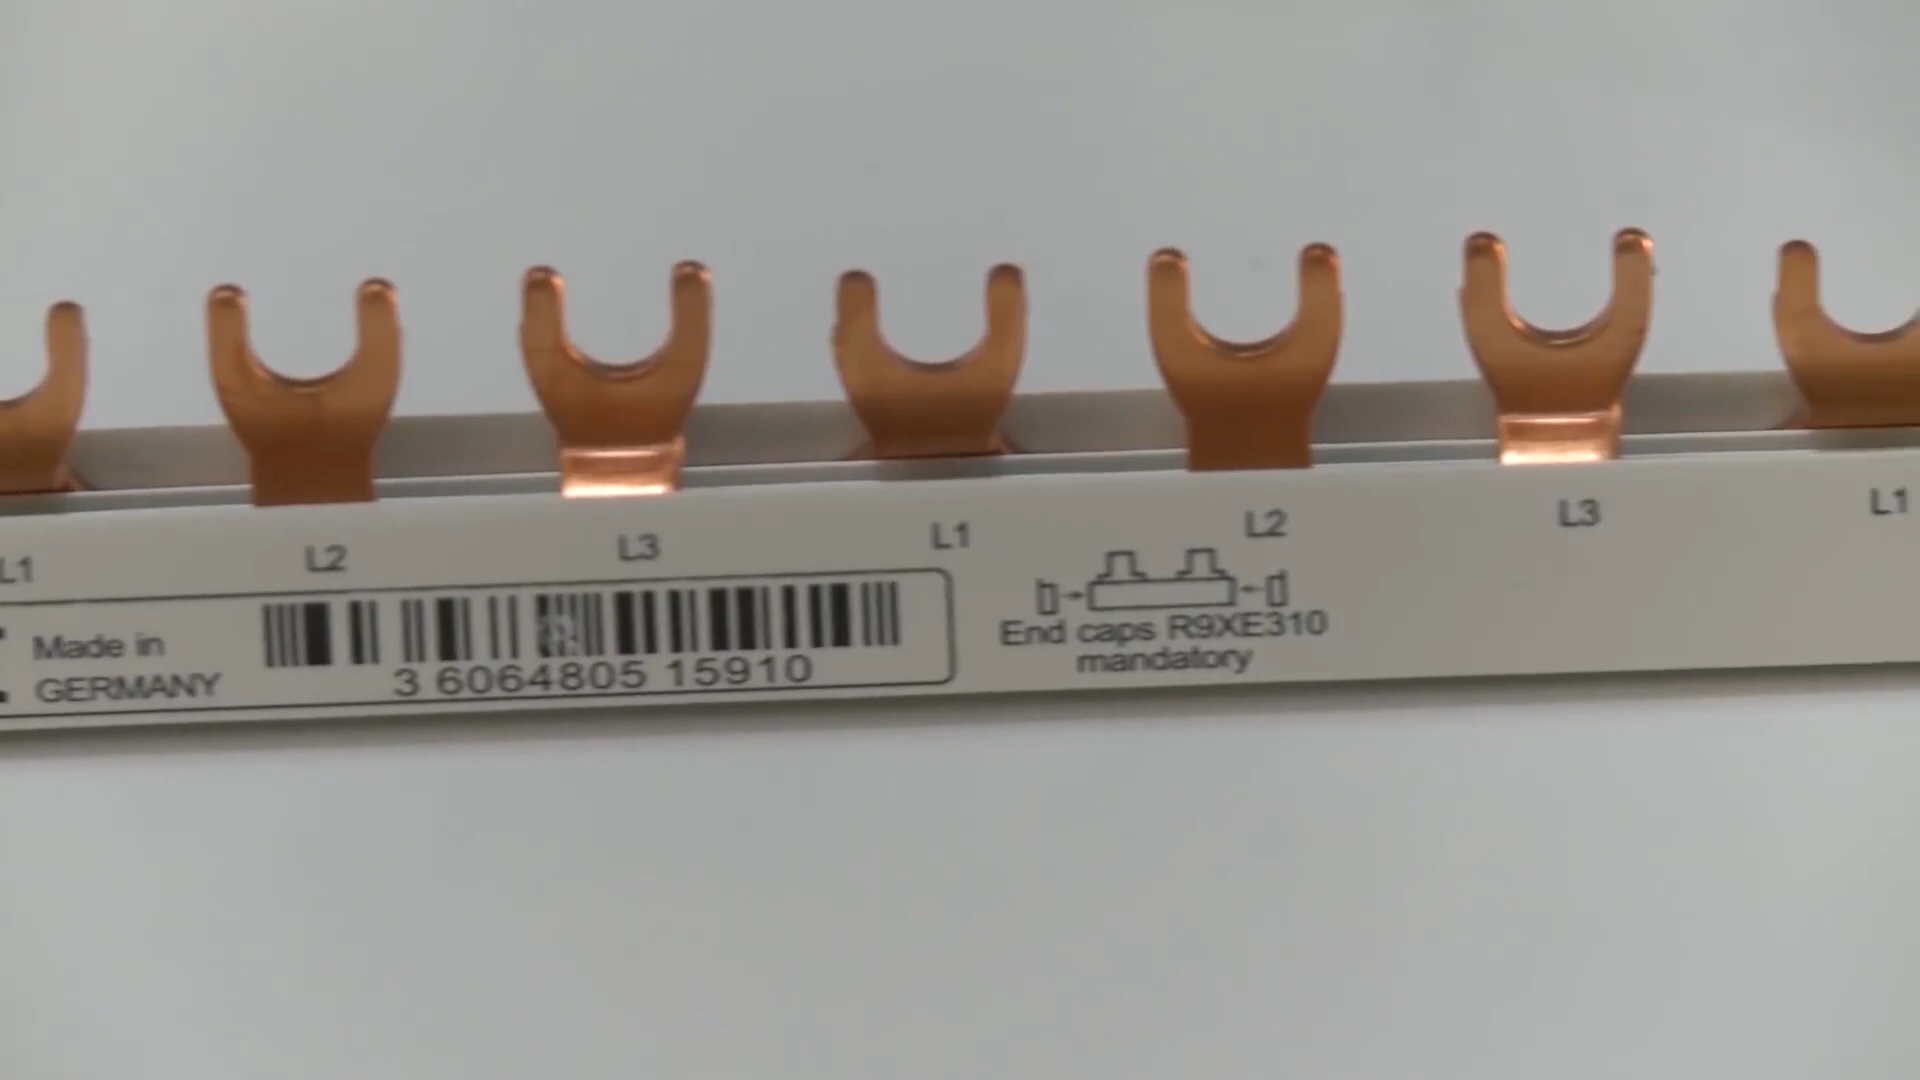 L1 L2 L3 L1 L2 L3 L1
Made in
GERMANY
3 6064805 15910
End caps R9XE310
mandatory